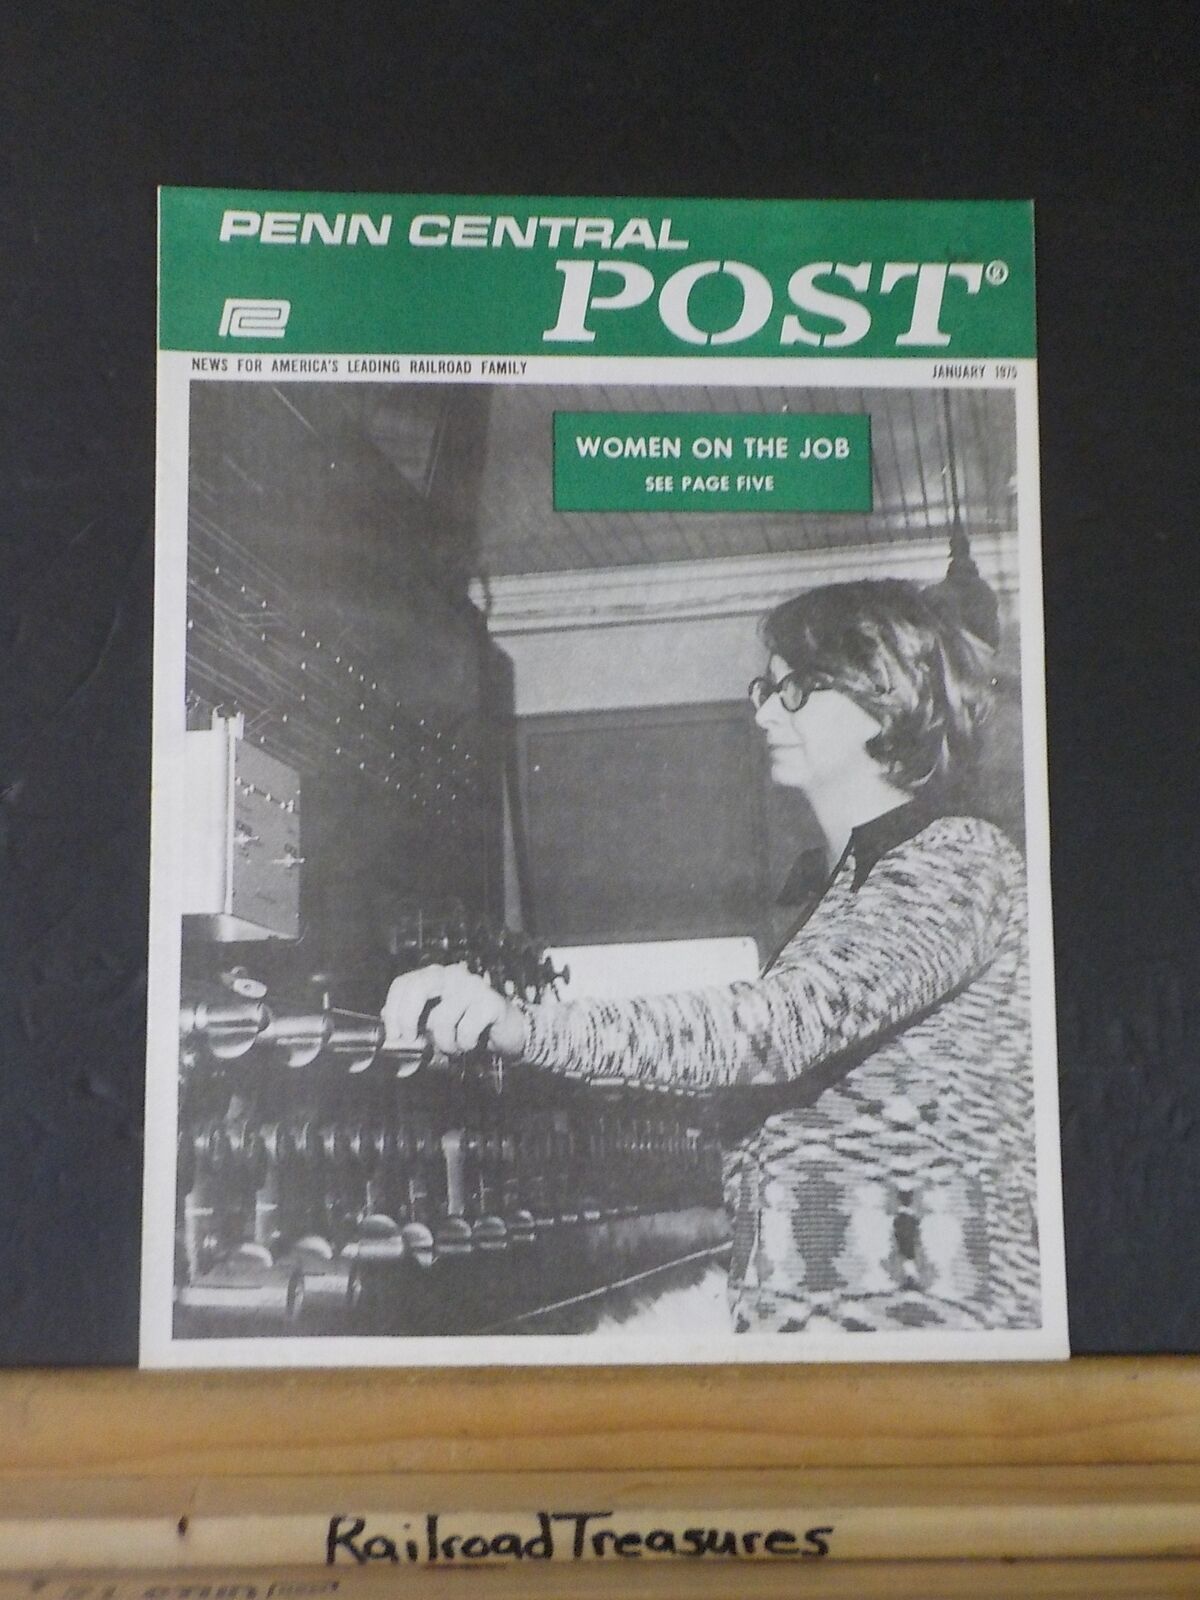 PENN CENTRAL
POST®
PC
NEWS FOR AMERICA'S LEADING RAILROAD FAMILY
JANUARY 1975
WOMEN ON THE JOB
SEE PAGE FIVE
RailroadTreasures